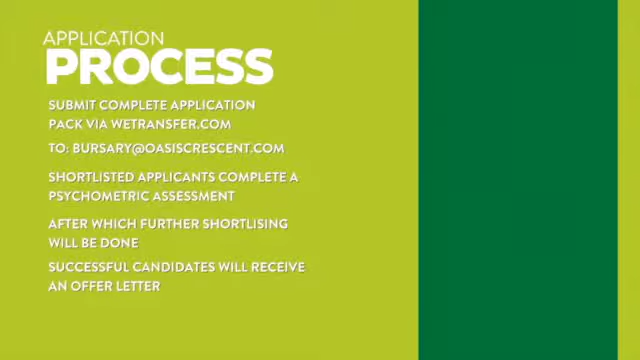 APPLICATION
PROCESS
SUBMIT COMPLETE APPLICATION
PACK VIA WETRANSFER.COM
TO: BURSARY@OASISCRESCENT.COM
SHORTLISTED APPLICANTS COMPLETE A
PSYCHOMETRIC ASSESSMENT
AFTER WHICH FURTHER SHORTLISING
WILL BE DONE
SUCCESSFUL CANDIDATES WILL RECEIVE
AN OFFER LETTER